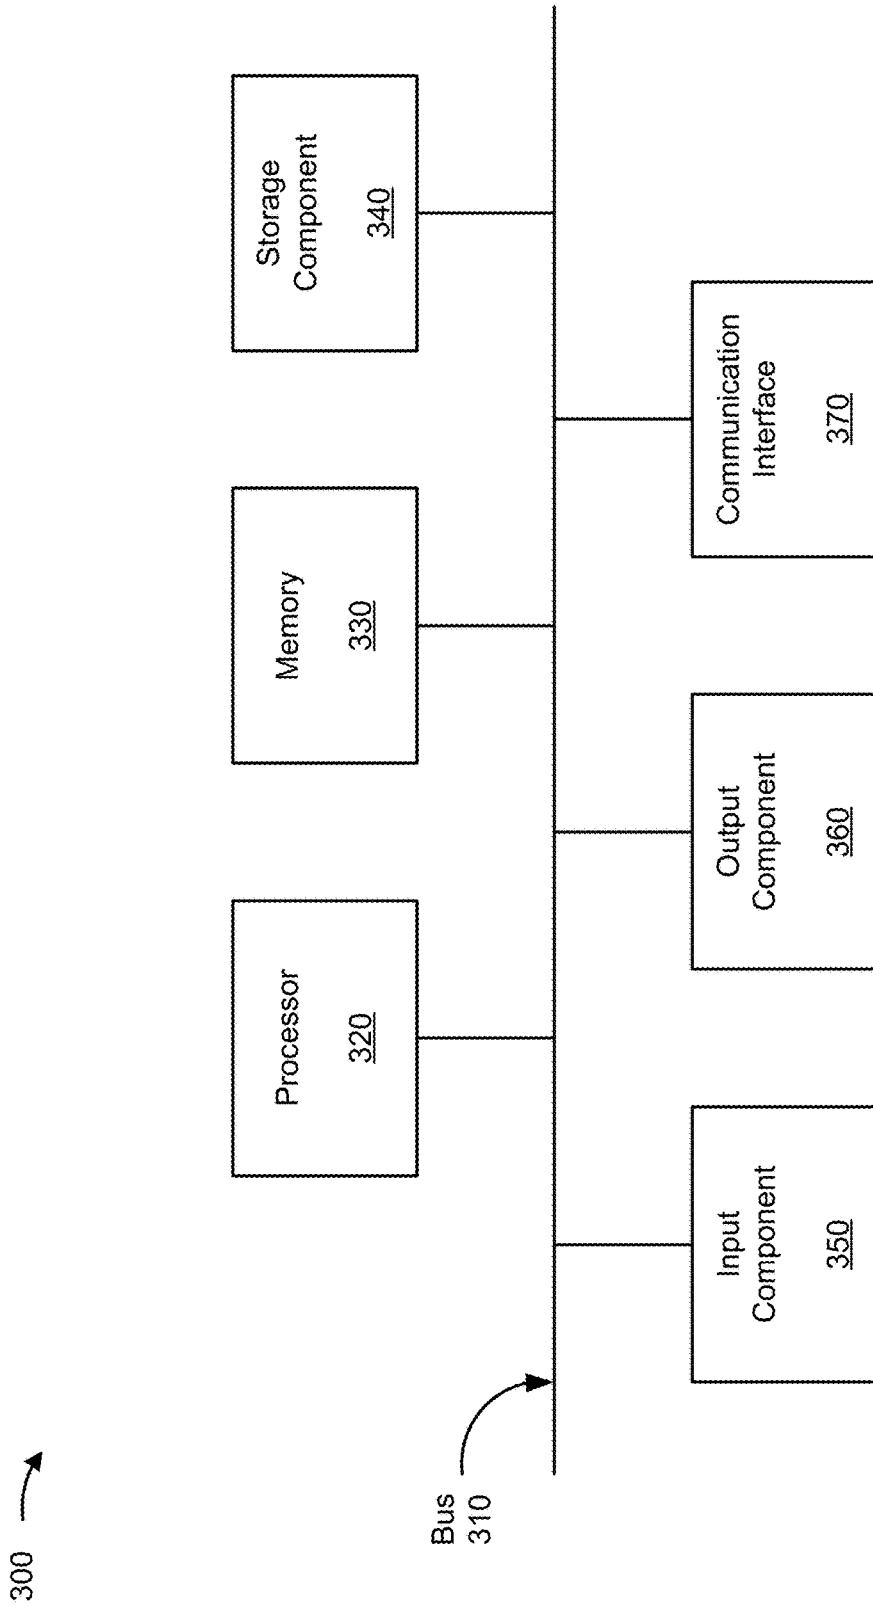 300
Processor
320
Memory
330
Storage
Component
340
Bus
310
Input
Component
350
Output
Component
360
Communication
Interface
370